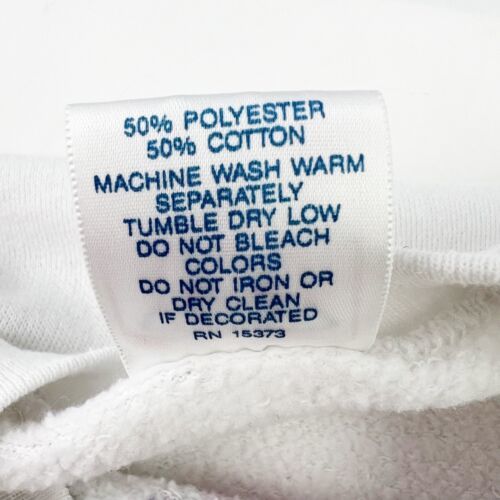 50% POLYESTER
50% COTTON
MACHINE WASH WARM
SEPARATELY
TUMBLE DRY LOW
DO NOT BLEACH
COLORS
DO NOT IRON OR
DRY CLEAN
IF DECORATED
RN 15373